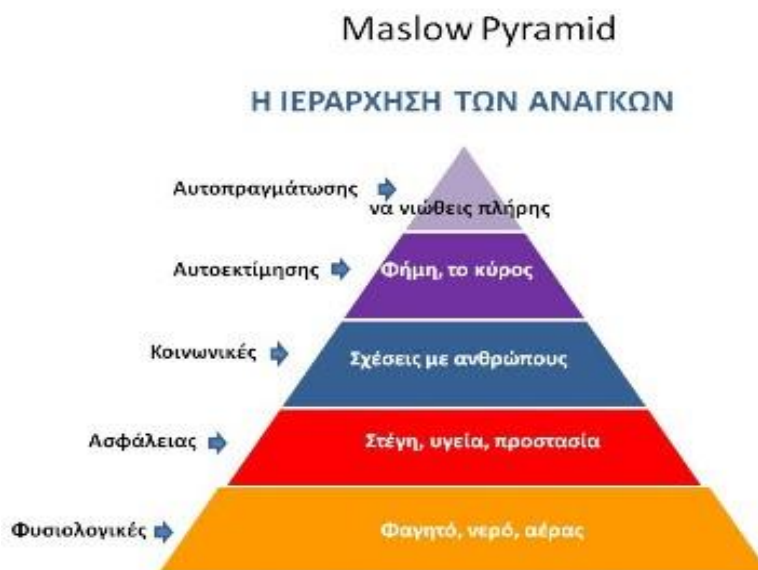 Maslow Pyramid
Η ΙΕΡΑΡΧΗΣΗ ΤΩΝ ΑΝΑΓΚΩΝ
Αυτοπραγμάτωσης
να νιώθεις πλήρης
Αυτοεκτίμησης
Φήμη, το κύρος
Κοινωνικές
Σχέσεις με ανθρώπους
Ασφάλειας
Στέγη, υγεία, προστασία
Φυσιολογικές
Φαγητό, νερό, αέρας